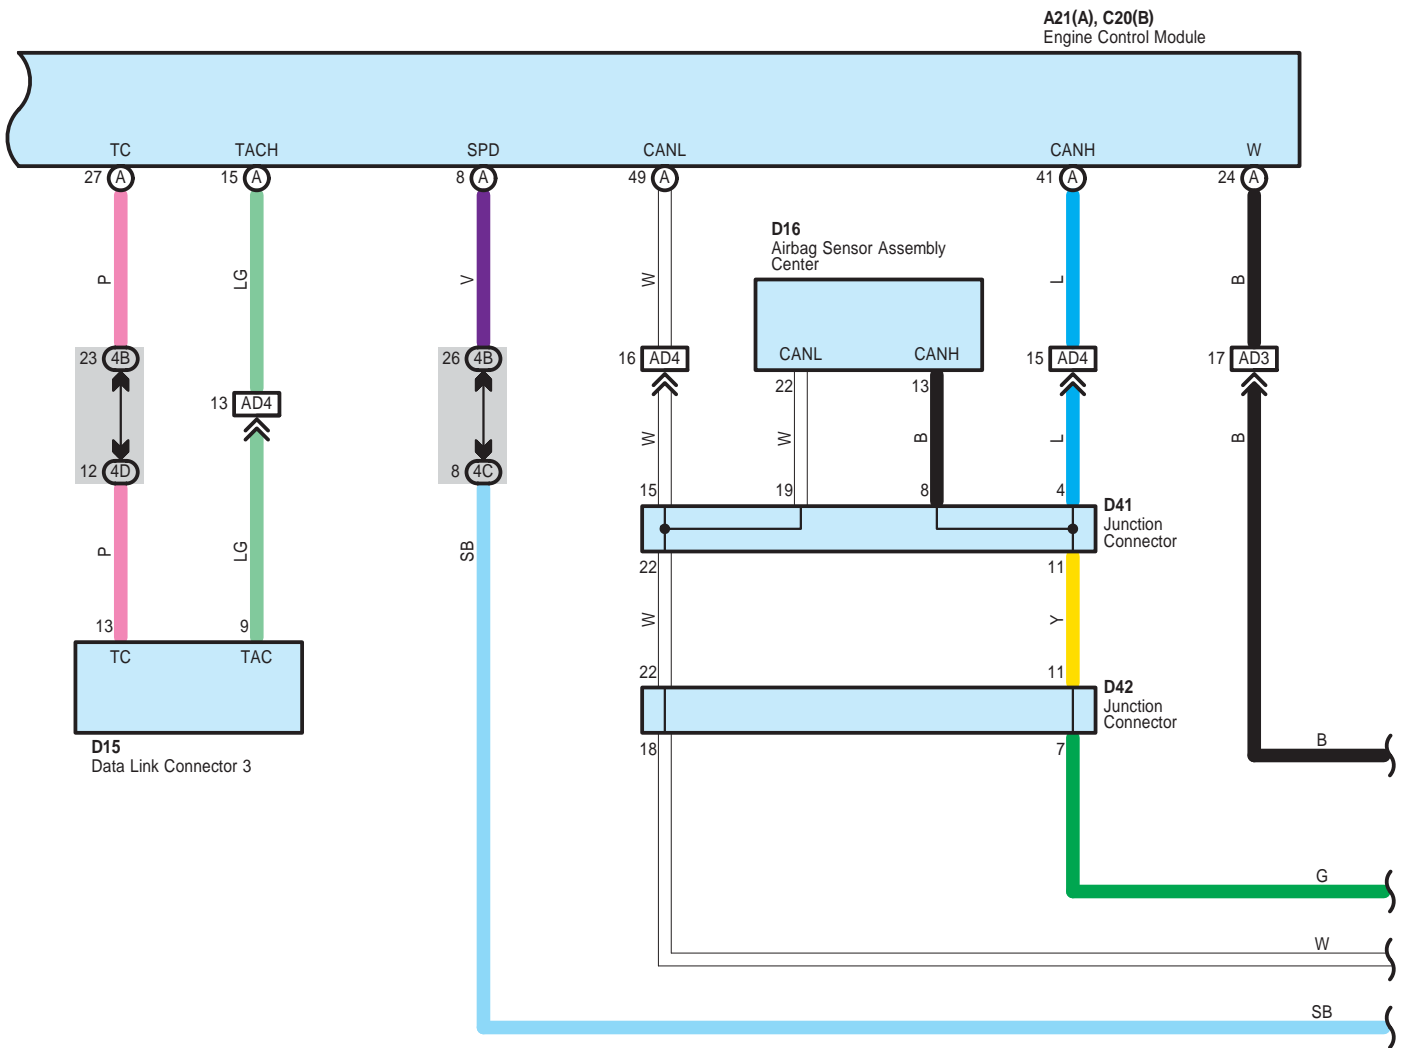 A21(A), C20(B)
Engine Control Module
TC TACH SPD CANL CANH W
27 A 15 A 8 A 49 A 41 A 24 A
D16
Airbag Sensor Assembly
Center
P LG V W L B
CANL CANH
23 4B 26 4B 16 AD4 15 AD4 17 AD3
22 13
13 AD4
W W B L B
12 4D 8 4C
15 19 8 4
D41
Junction
Connector
P LG SB
22 11
W Y
13 9
TC TAC
22 11
D42
Junction
Connector
18 7
D15
Data Link Connector 3
B
G
W
SB